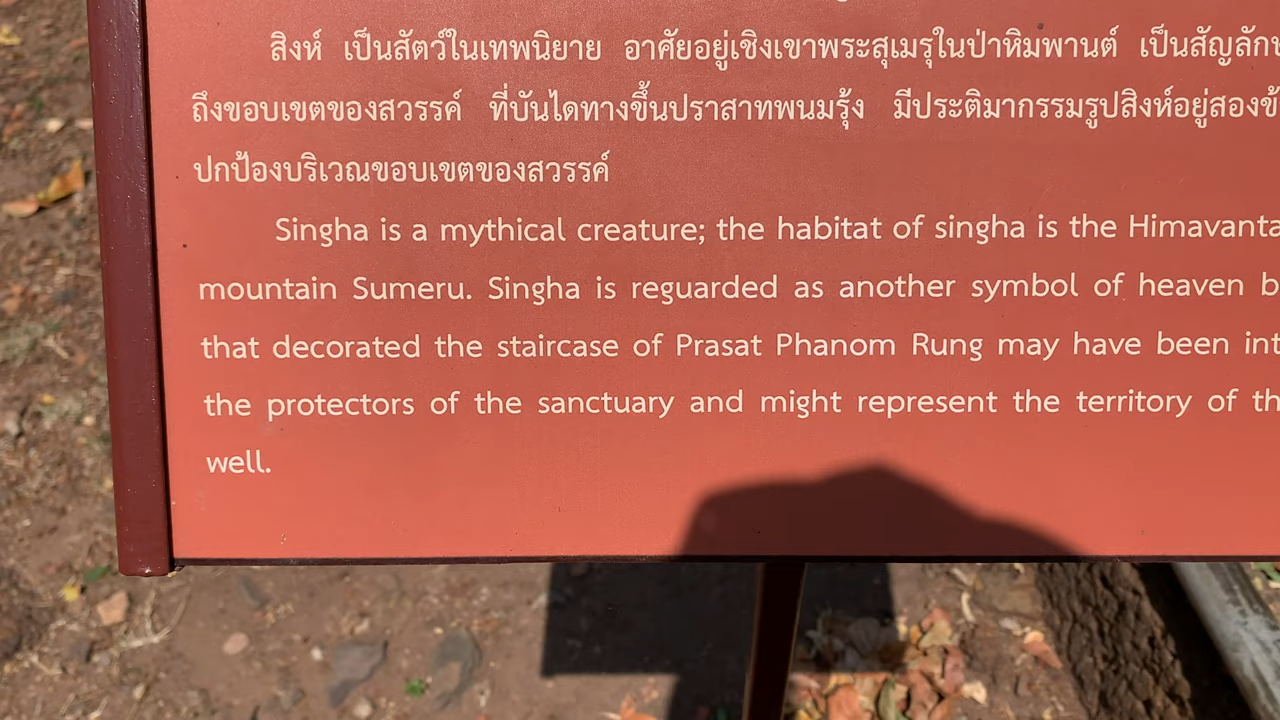 สิงห์ เป็นสัตว์ในเทพนิยาย อาศัยอยู่เชิงเขาพระสุเมรุในป่าหิมพานต์ เป็นสัญลักษ
ถึงขอบเขตของสวรรค์ ที่บันไดทางขึ้นปราสาทพนมรุ้ง มีประติมากรรมรูปสิงห์อยู่สองข้
ปกป้องบริเวณขอบเขตของสวรรค์
Singha is a mythical creature; the habitat of singha is the Himavanta
mountain Sumeru. Singha is reguarded as another symbol of heaven b
that decorated the staircase of Prasat Phanom Rung may have been int
the protectors of the sanctuary and might represent the territory of th
well.